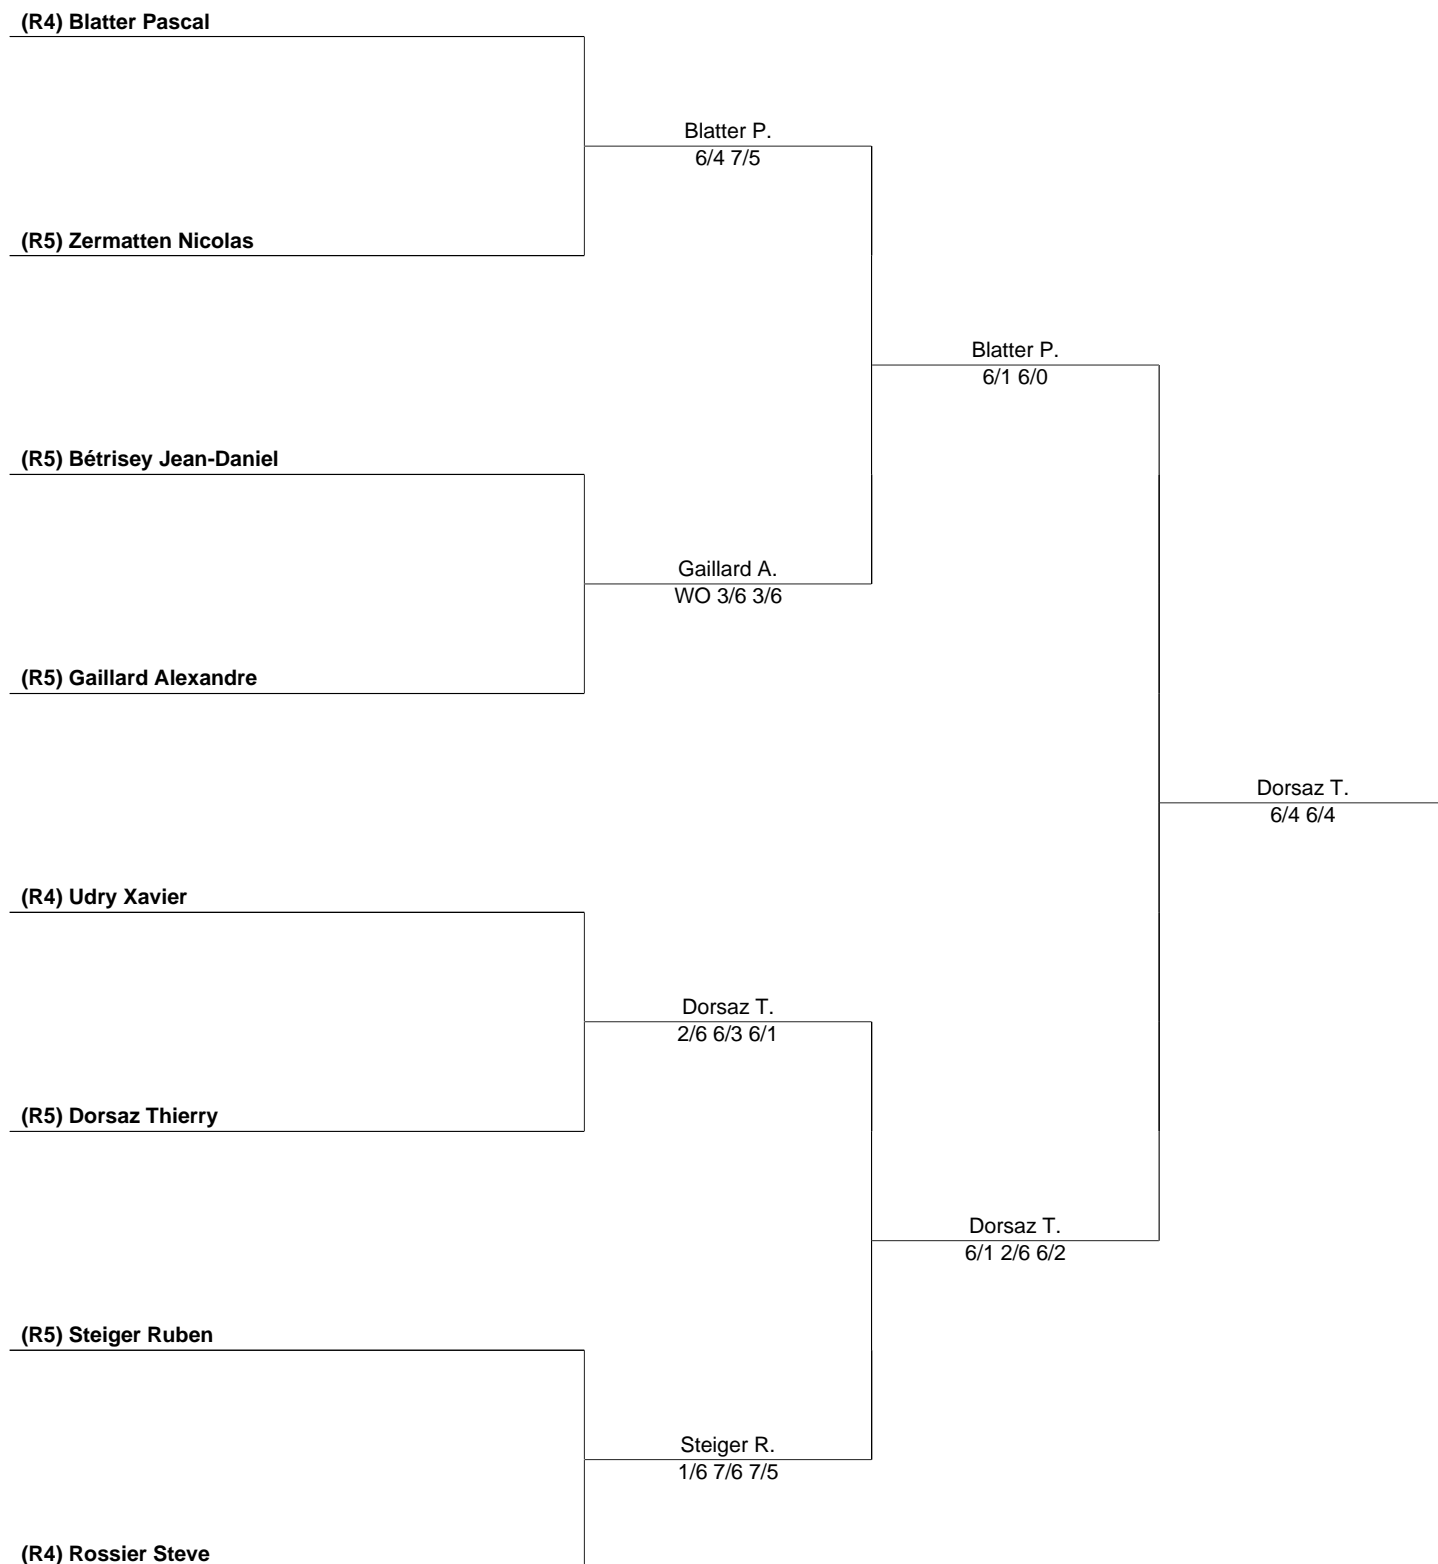 (R4) Blatter Pascal
Blatter P.
6/4 7/5
(R5) Zermatten Nicolas
Blatter P.
6/1 6/0
(R5) Bétrisey Jean-Daniel
Gaillard A.
WO 3/6 3/6
(R5) Gaillard Alexandre
Dorsaz T.
6/4 6/4
(R4) Udry Xavier
Dorsaz T.
2/6 6/3 6/1
(R5) Dorsaz Thierry
Dorsaz T.
6/1 2/6 6/2
(R5) Steiger Ruben
Steiger R.
1/6 7/6 7/5
(R4) Rossier Steve